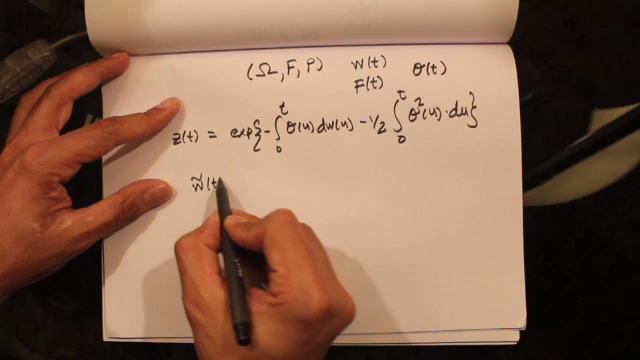 (Ω, F, P) W(t) θ(t)
F(t)
Z(t) = exp{-∫₀ᵗ θ(u) dW(u) - 1/2 ∫₀ᵗ θ²(u)·du}
W̃(t